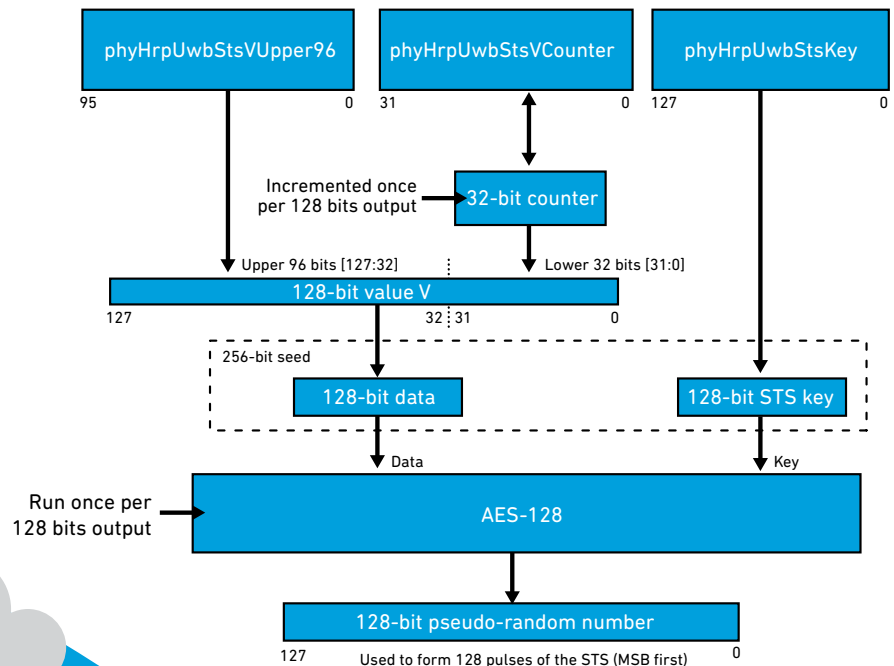 phyHrpUwbStsVUpper96
phyHrpUwbStsVCounter
phyHrpUwbStsKey
95 0
31 0
127 0
Incremented once
per 128 bits output
32-bit counter
Upper 96 bits [127:32]
Lower 32 bits [31:0]
128-bit value V
127 32 31 0
256-bit seed
128-bit data
128-bit STS key
Data
Key
Run once per
128 bits output
AES-128
128-bit pseudo-random number
127 0
Used to form 128 pulses of the STS (MSB first)